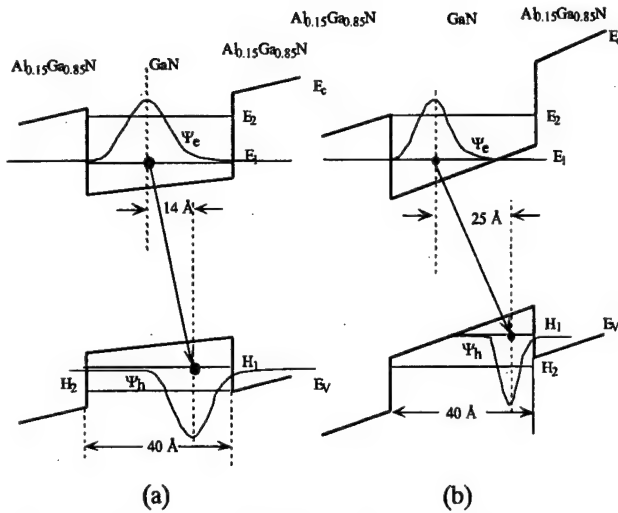 Al0.15Ga0.85N GaN Al0.15Ga0.85N
Al0.15Ga0.85N GaN
Al0.15Ga0.85N
Ec
E2
Ψe
E1
14 Å
H2 Ψh H1
EV
40 Å
(a)
E
E2
Ψe
E1
25 Å
H1
EV
Ψh
H2
40 Å
(b)